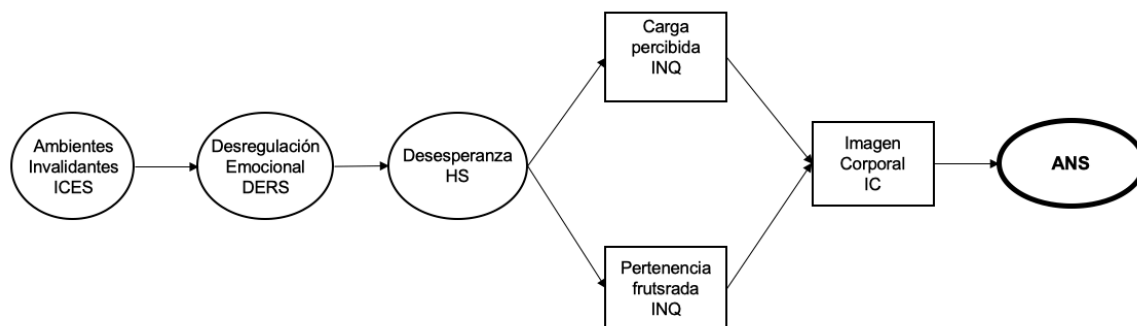 Ambientes
Invalidantes
ICES
Desregulación
Emocional
DERS
Desesperanza
HS
Carga
percibida
INQ
Pertenencia
frutsrada
INQ
Imagen
Corporal
IC
ANS